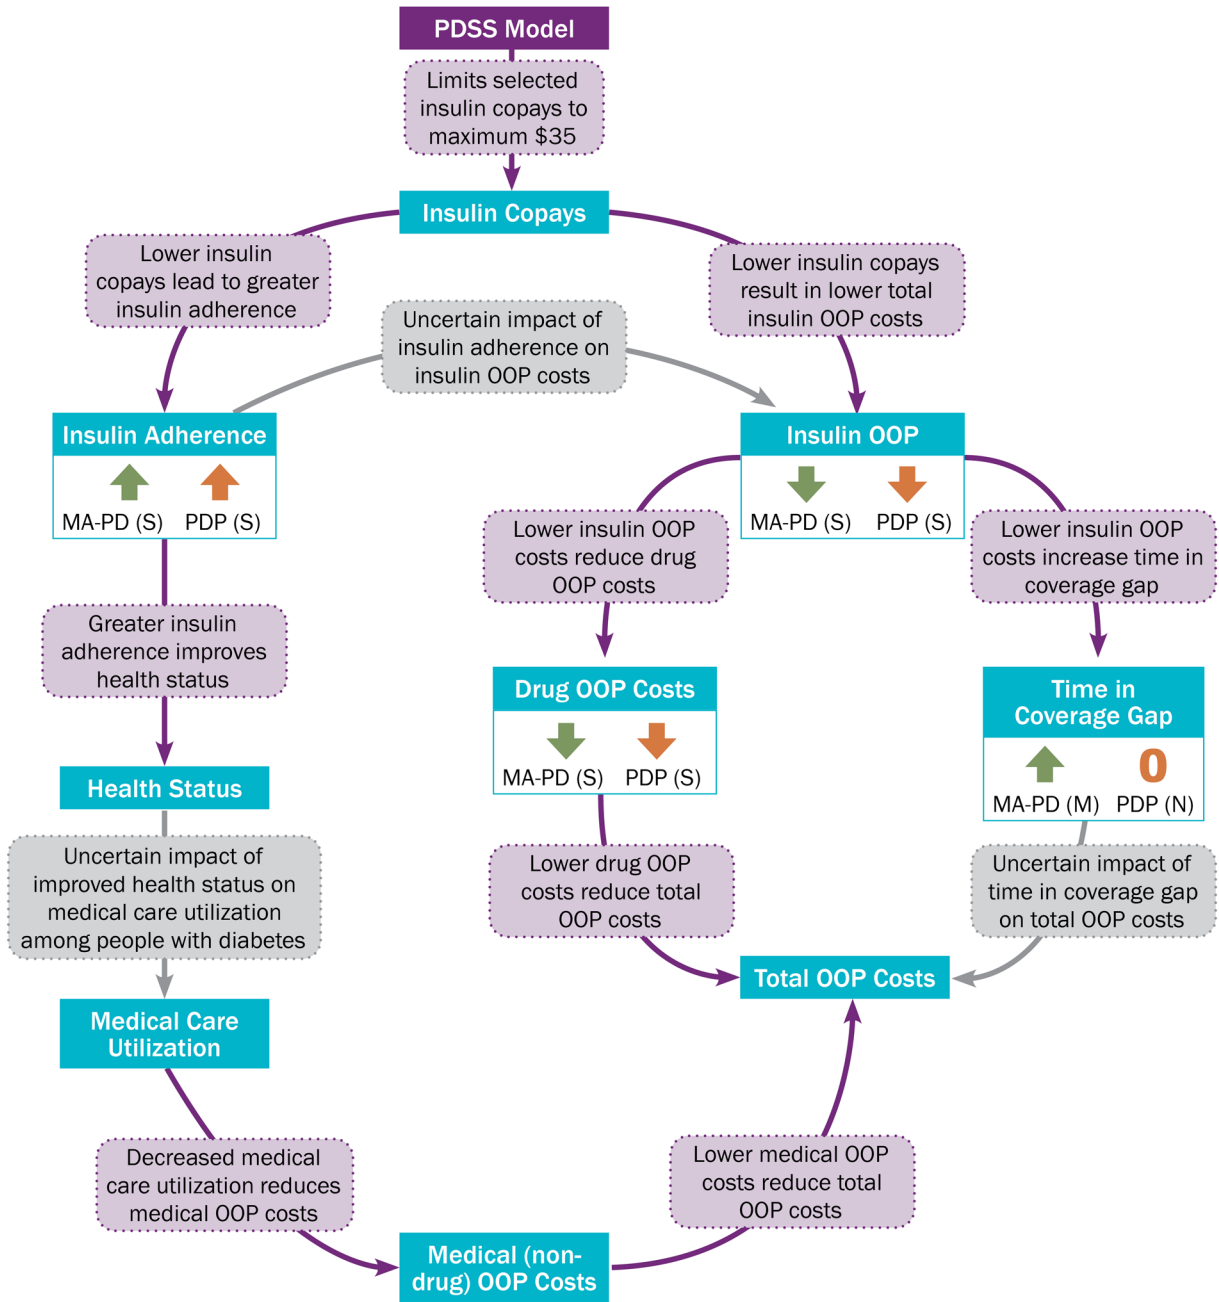 PDSS Model
Limits selected
insulin copays to
maximum $35
Insulin Copays
Lower insulin
copays lead to greater
insulin adherence
Lower insulin copays
result in lower total
insulin OOP costs
Uncertain impact of
insulin adherence on
insulin OOP costs
Insulin Adherence
MA-PD (S)
PDP (S)
Insulin OOP
MA-PD (S)
PDP (S)
Lower insulin OOP
costs reduce drug
OOP costs
Lower insulin OOP
costs increase time in
coverage gap
Greater insulin
adherence improves
health status
Drug OOP Costs
MA-PD (S)
PDP (S)
Time in
Coverage Gap
0
MA-PD (M)
PDP (N)
Health Status
Uncertain impact of
improved health status on
medical care utilization
among people with diabetes
Lower drug OOP
costs reduce total
OOP costs
Uncertain impact of
time in coverage gap
on total OOP costs
Total OOP Costs
Medical Care
Utilization
Decreased medical
care utilization reduces
medical OOP costs
Lower medical OOP
costs reduce total
OOP costs
Medical (non-
drug) OOP Costs